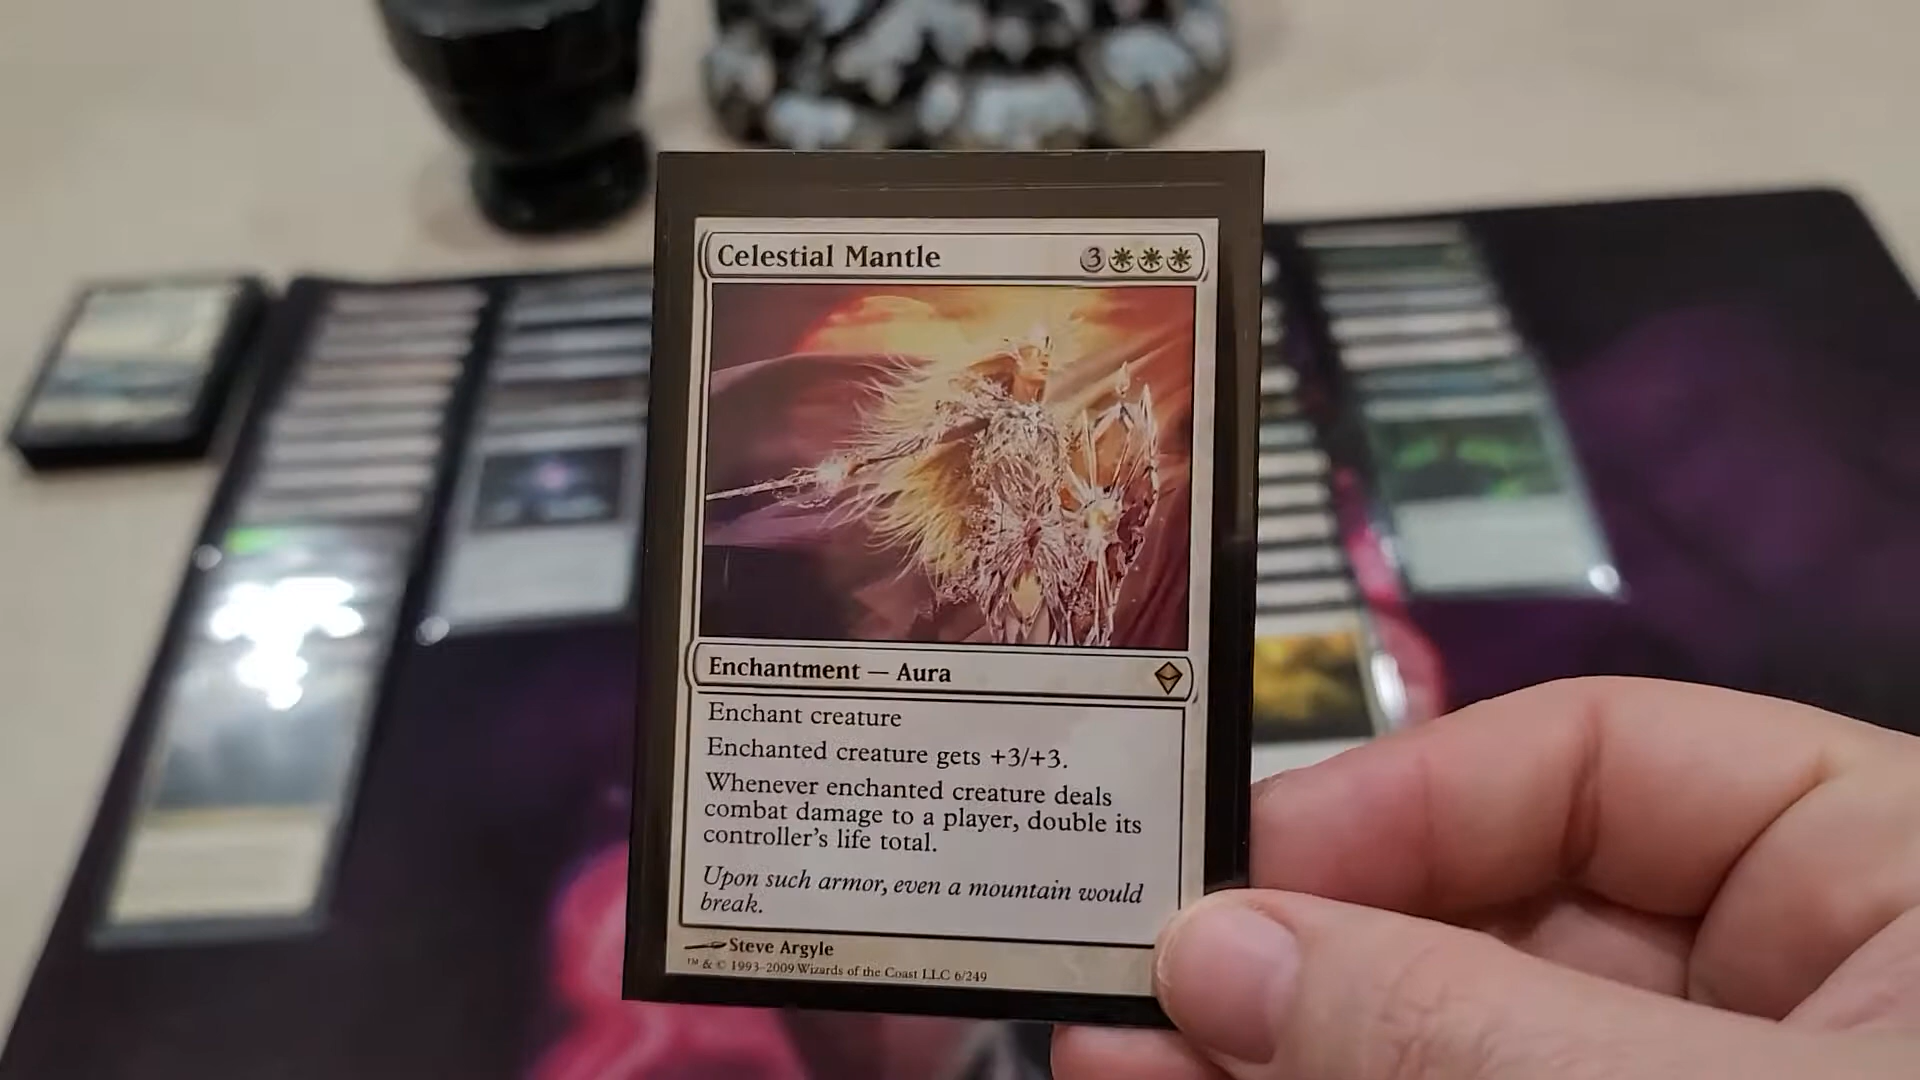 Celestial Mantle 3
Enchantment — Aura
Enchant creature
Enchanted creature gets +3/+3.
Whenever enchanted creature deals
combat damage to a player, double its
controller's life total.
Upon such armor, even a mountain would
break.
Steve Argyle
™ & © 1993–2009 Wizards of the Coast LLC 6/249